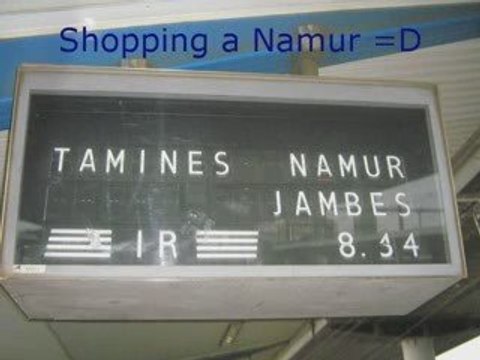 Shopping a Namur =D
TAMINES NAMUR
JAMBES
IR 8.34